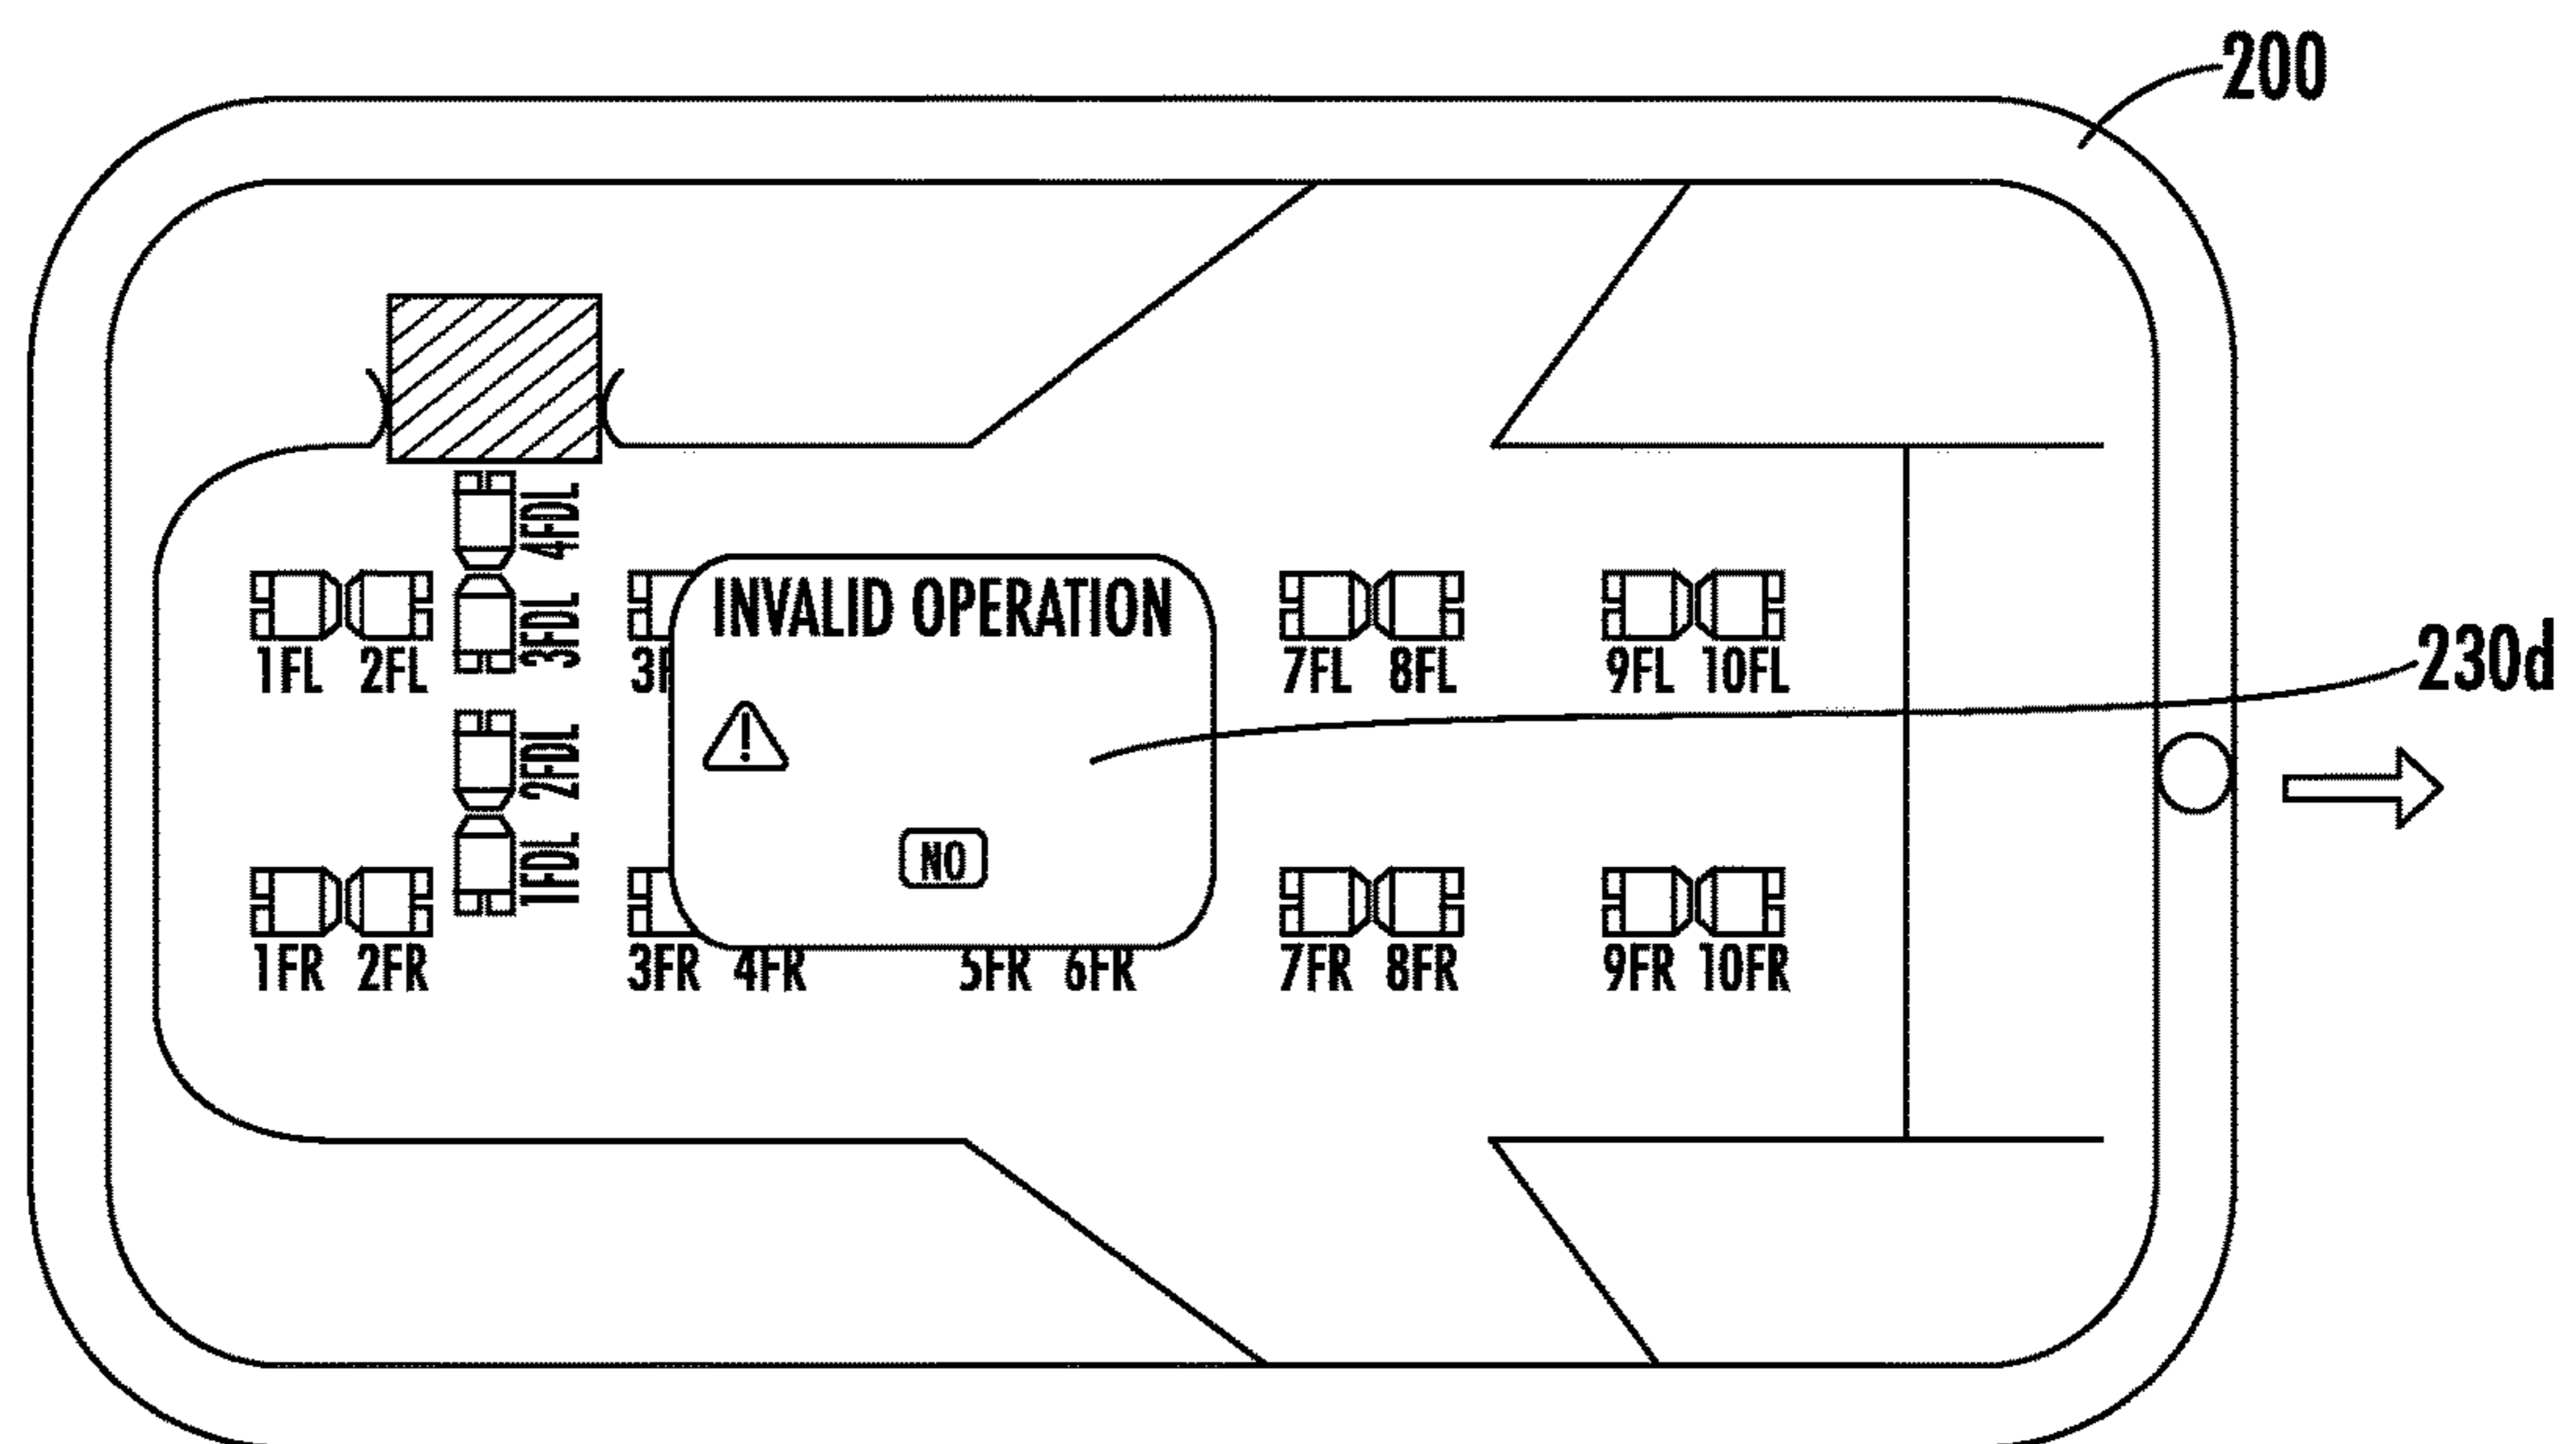 200
4FDL
3FDL
INVALID OPERATION
1FL 2FL
7FL 8FL
9FL 10FL
230d
!
2FDL
1FDL
NO
1FR 2FR
3FR 4FR
5FR 6FR
7FR 8FR
9FR 10FR